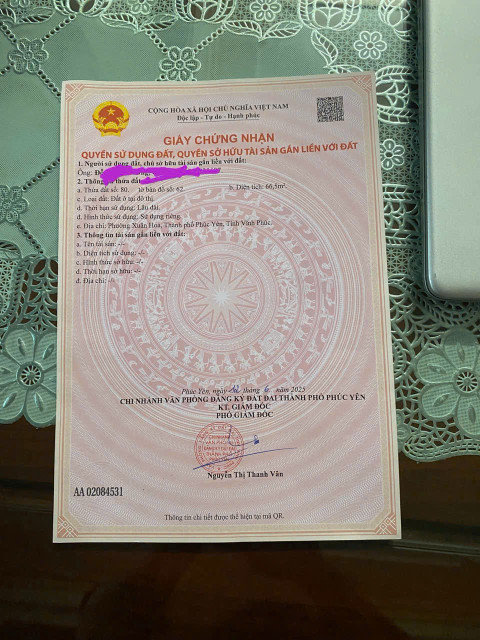 CỘNG HÒA XÃ HỘI CHỦ NGHĨA VIỆT NAM
Độc lập - Tự do - Hạnh phúc
GIẤY CHỨNG NHẬN
QUYỀN SỬ DỤNG ĐẤT, QUYỀN SỞ HỮU TÀI SẢN GẮN LIỀN VỚI ĐẤT
1. Người sử dụng đất, chủ sở hữu tài sản gắn liền với đất:
Ông:
2. Thông tin thửa đất:
a. Thửa đất số: 80, tờ bản đồ số: 62 b. Diện tích: 66,5m²
c. Loại đất: Đất ở tại đô thị.
d. Thời hạn sử dụng: Lâu dài.
đ. Hình thức sử dụng: Sử dụng riêng.
e. Địa chỉ: Phường Xuân Hoà, Thành phố Phúc Yên, Tỉnh Vĩnh Phúc.
3. Thông tin tài sản gắn liền với đất:
a. Tên tài sản: -/-
b. Diện tích sử dụng: -/-
c. Hình thức sở hữu: -/-
d. Thời hạn sở hữu: -/-
đ. Địa chỉ: -/-
Phúc Yên, ngày tháng năm 2025
CHI NHÁNH VĂN PHÒNG ĐĂNG KÝ ĐẤT ĐAI THÀNH PHỐ PHÚC YÊN
KT. GIÁM ĐỐC
PHÓ GIÁM ĐỐC
Nguyễn Thị Thanh Vân
AA 02084531
Thông tin chi tiết được thể hiện tại mã QR.